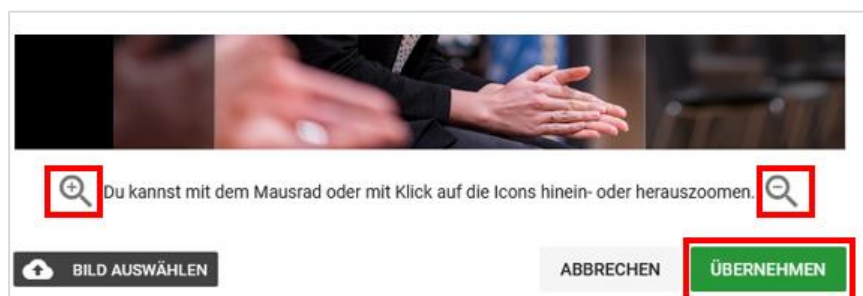 Du kannst mit dem Mausrad oder mit Klick auf die Icons hinein- oder herauszoomen.
BILD AUSWÄHLEN
ABBRECHEN
ÜBERNEHMEN